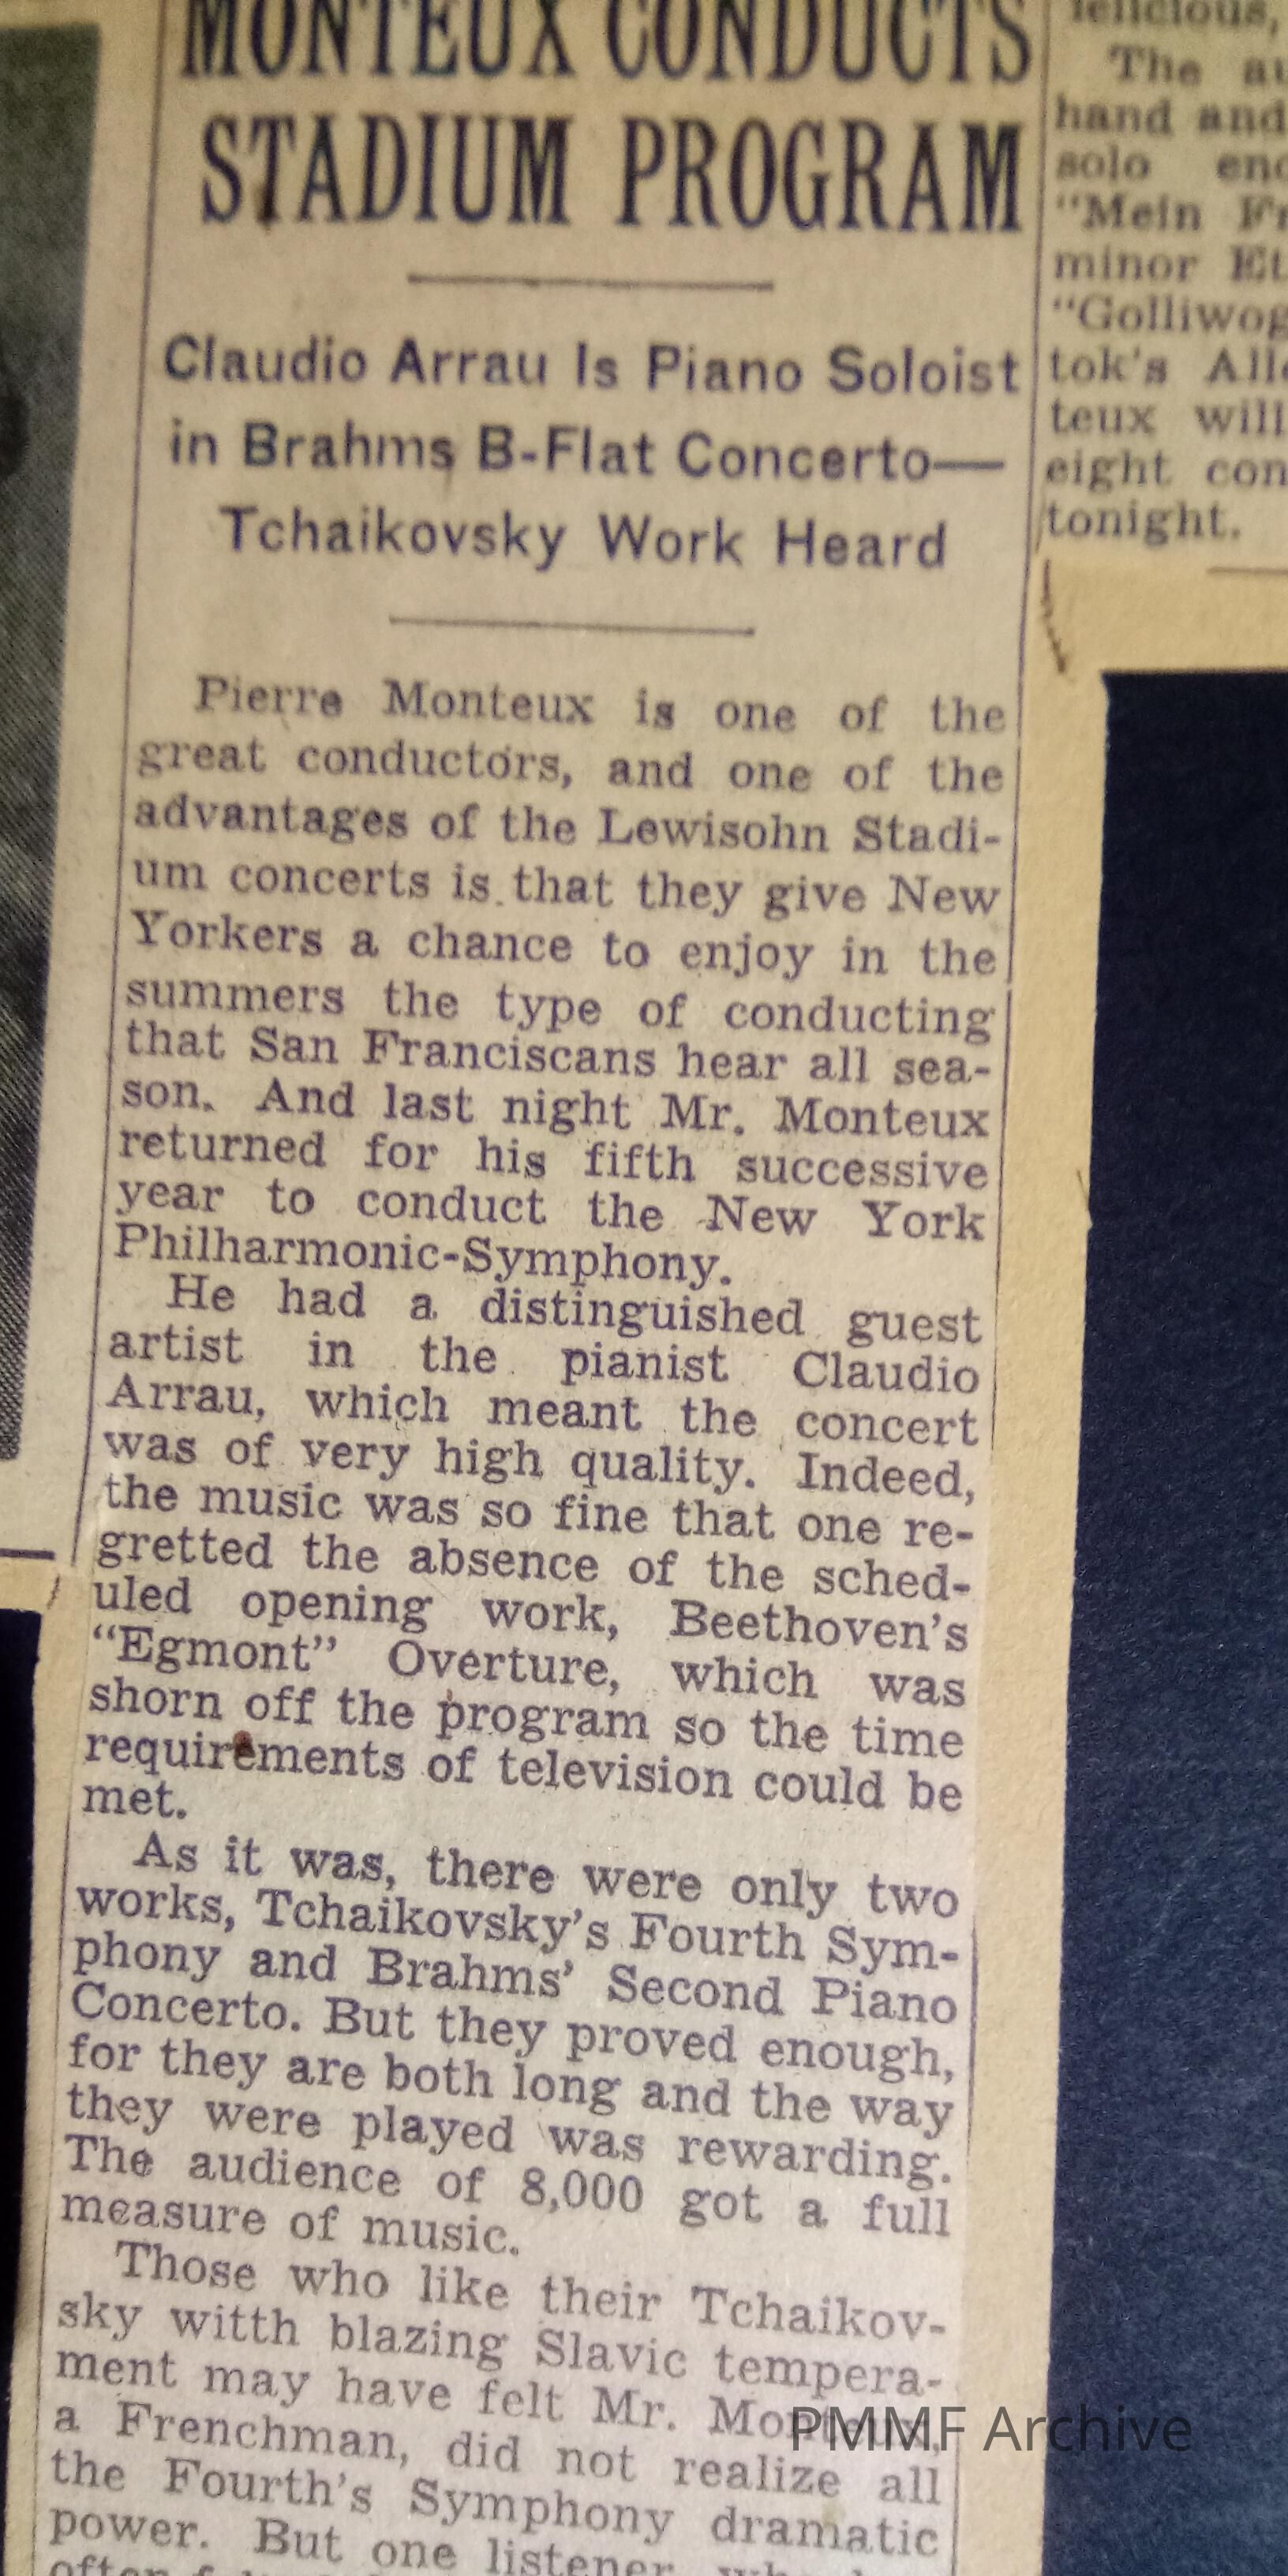 MONTEUX CONDUCTS
STADIUM PROGRAM
Claudio Arrau Is Piano Soloist
in Brahms B-Flat Concerto—
Tchaikovsky Work Heard
Pierre Monteux is one of the
great conductors, and one of the
advantages of the Lewisohn Stadi-
um concerts is that they give New
Yorkers a chance to enjoy in the
summers the type of conducting
that San Franciscans hear all sea-
son. And last night Mr. Monteux
returned for his fifth successive
year to conduct the New York
Philharmonic-Symphony.
He had a distinguished guest
artist in the pianist Claudio
Arrau, which meant the concert
was of very high quality. Indeed,
the music was so fine that one re-
gretted the absence of the sched-
uled opening work, Beethoven's
"Egmont" Overture, which was
shorn off the program so the time
requirements of television could be
met.
As it was, there were only two
works, Tchaikovsky's Fourth Sym-
phony and Brahms' Second Piano
Concerto. But they proved enough,
for they are both long and the way
they were played was rewarding.
The audience of 8,000 got a full
measure of music.
Those who like their Tchaikov-
sky witth blazing Slavic tempera-
ment may have felt Mr. Monteux,
a Frenchman, did not realize all
the Fourth's Symphony dramatic
power. But one listener
The
hand and
solo
"Mein
minor
"Golliwog
tok's
teux will
eight
tonight.
PMMF Archive